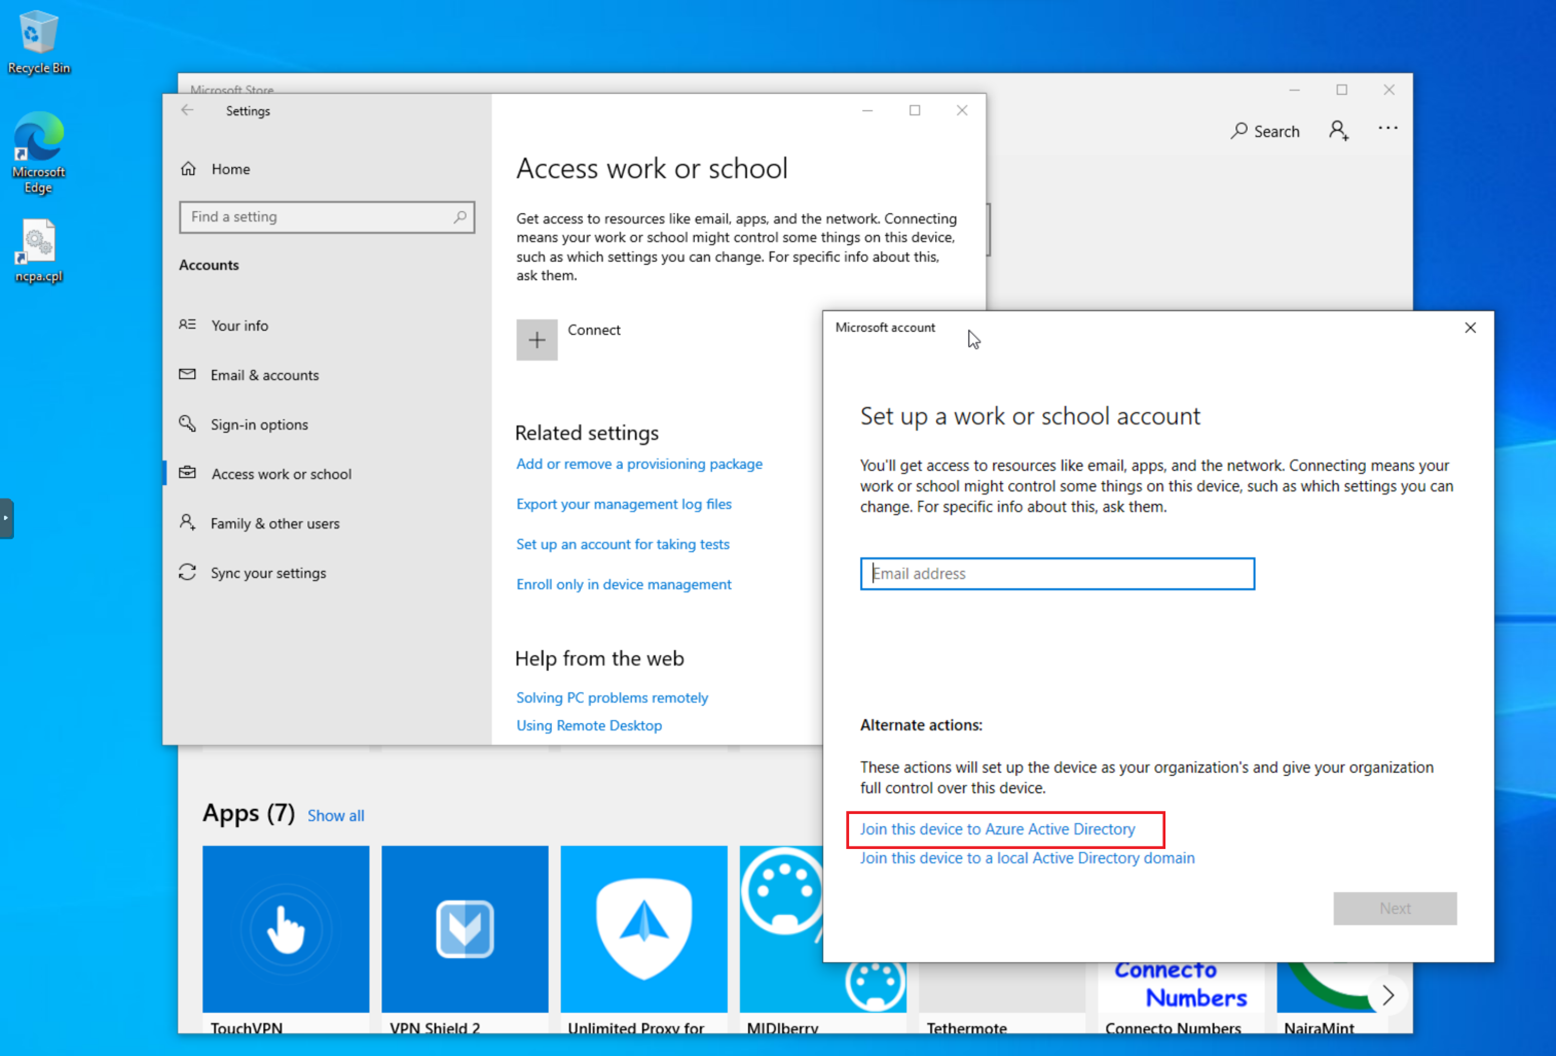 Recycle Bin
Microsoft
Edge
ncpa.cpl
Microsoft Store
Search
Settings
Home
Find a setting
Accounts
Your info
Email & accounts
Sign-in options
Access work or school
Family & other users
Sync your settings
Access work or school
Get access to resources like email, apps, and the network. Connecting
means your work or school might control some things on this device,
such as which settings you can change. For specific info about this,
ask them.
Connect
Related settings
Add or remove a provisioning package
Export your management log files
Set up an account for taking tests
Enroll only in device management
Help from the web
Solving PC problems remotely
Using Remote Desktop
Microsoft account
Set up a work or school account
You'll get access to resources like email, apps, and the network. Connecting means your
work or school might control some things on this device, such as which settings you can
change. For specific info about this, ask them.
Email address
Alternate actions:
These actions will set up the device as your organization's and give your organization
full control over this device.
Join this device to Azure Active Directory
Join this device to a local Active Directory domain
Next
Apps (7) Show all
Connecto
Numbers
TouchVPN
VPN Shield 2
Unlimited Proxy for
MIDIberry
Tethermote
Connecto Numbers
NairaMint